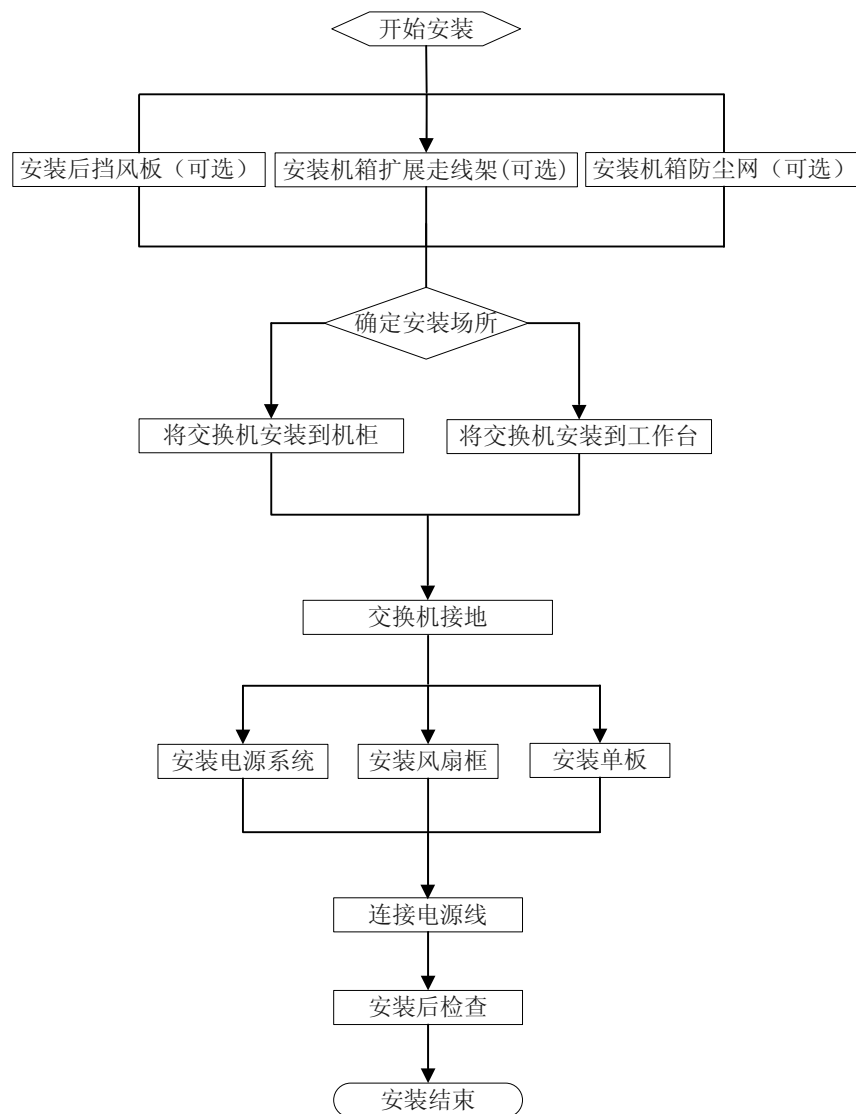 开始安装
安装后挡风板（可选）
安装机箱扩展走线架(可选)
安装机箱防尘网（可选）
确定安装场所
将交换机安装到机柜
将交换机安装到工作台
交换机接地
安装电源系统
安装风扇框
安装单板
连接电源线
安装后检查
安装结束